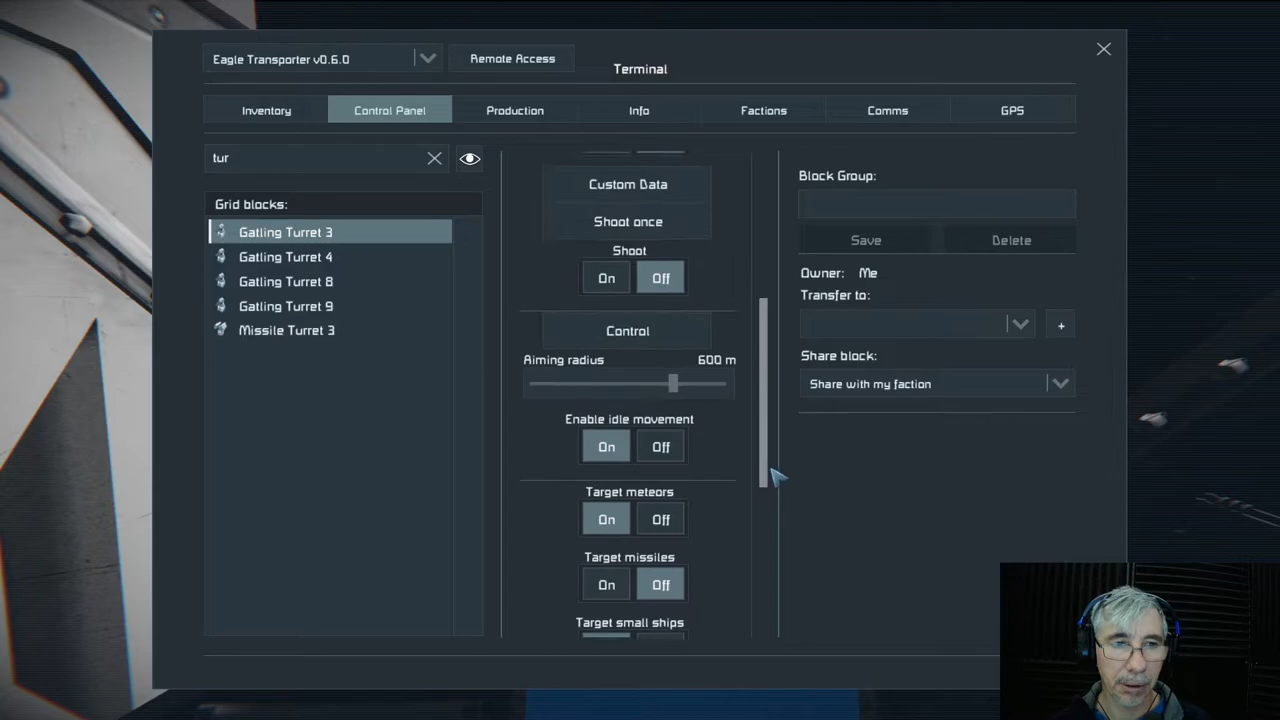 Eagle Transporter v0.6.0
Remote Access
Terminal
Inventory
Control Panel
Production
Info
Factions
Comms
GPS
tur
Grid blocks:
Gatling Turret 3
Gatling Turret 4
Gatling Turret 8
Gatling Turret 9
Missile Turret 3
Custom Data
Shoot once
Shoot
On Off
Control
Aiming radius 600 m
Enable idle movement
On Off
Target meteors
On Off
Target missiles
On Off
Target small ships
Block Group:
Save Delete
Owner: Me
Transfer to:
+
Share block:
Share with my faction